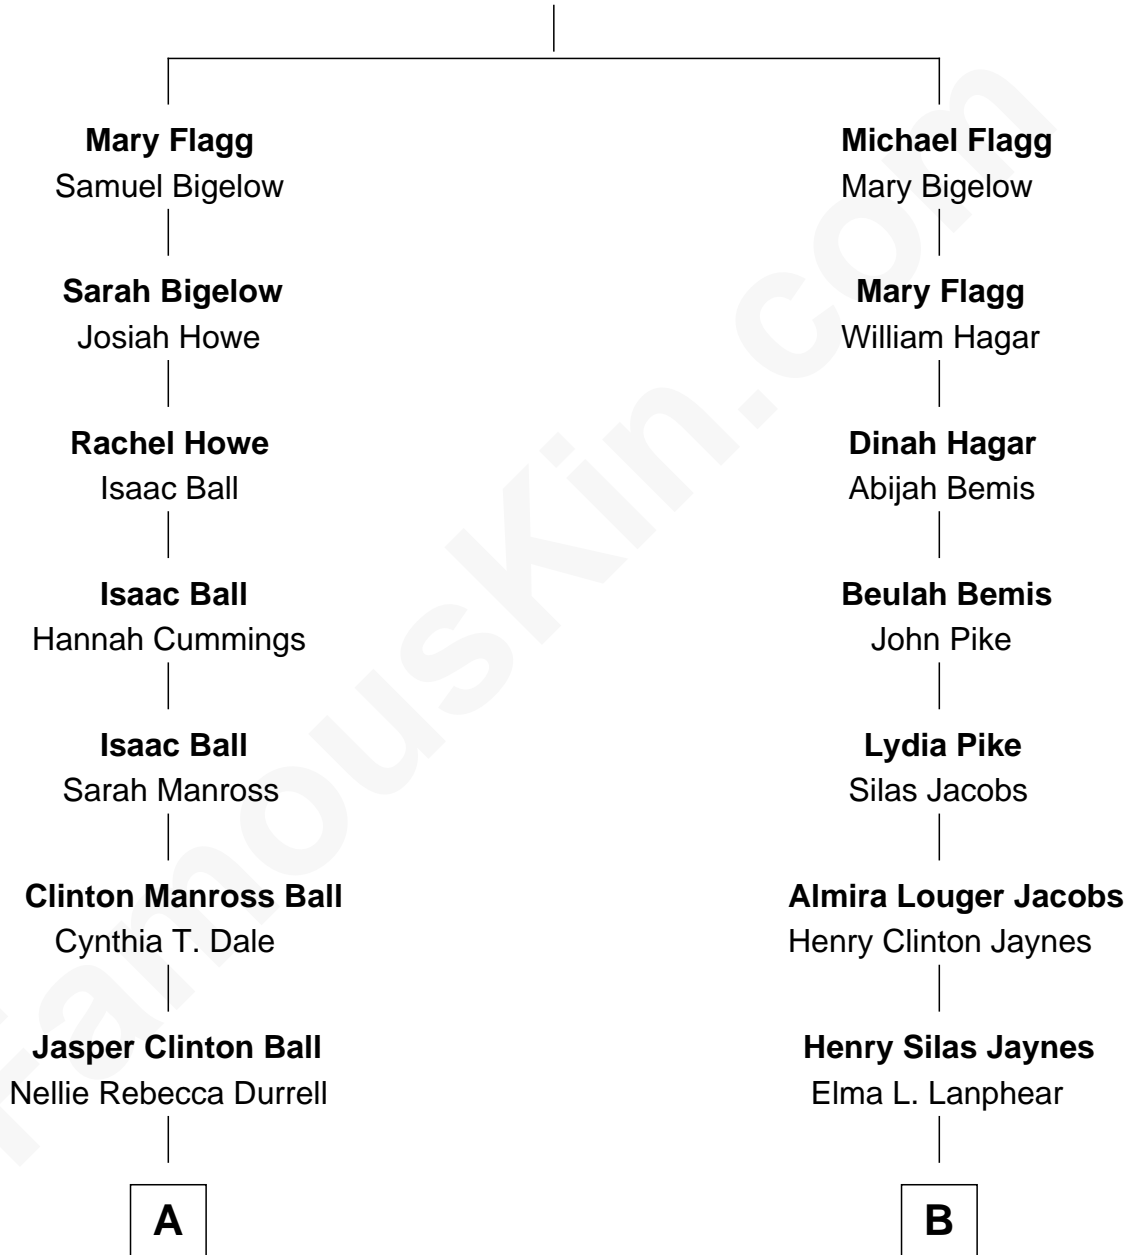 Mary Flagg
Samuel Bigelow
Sarah Bigelow
Josiah Howe
Rachel Howe
Isaac Ball
Isaac Ball
Hannah Cummings
Isaac Ball
Sarah Manross
Clinton Manross Ball
Cynthia T. Dale
Jasper Clinton Ball
Nellie Rebecca Durrell
A
Michael Flagg
Mary Bigelow
Mary Flagg
William Hagar
Dinah Hagar
Abijah Bemis
Beulah Bemis
John Pike
Lydia Pike
Silas Jacobs
Almira Louger Jacobs
Henry Clinton Jaynes
Henry Silas Jaynes
Elma L. Lanphear
B
FamousKin.com